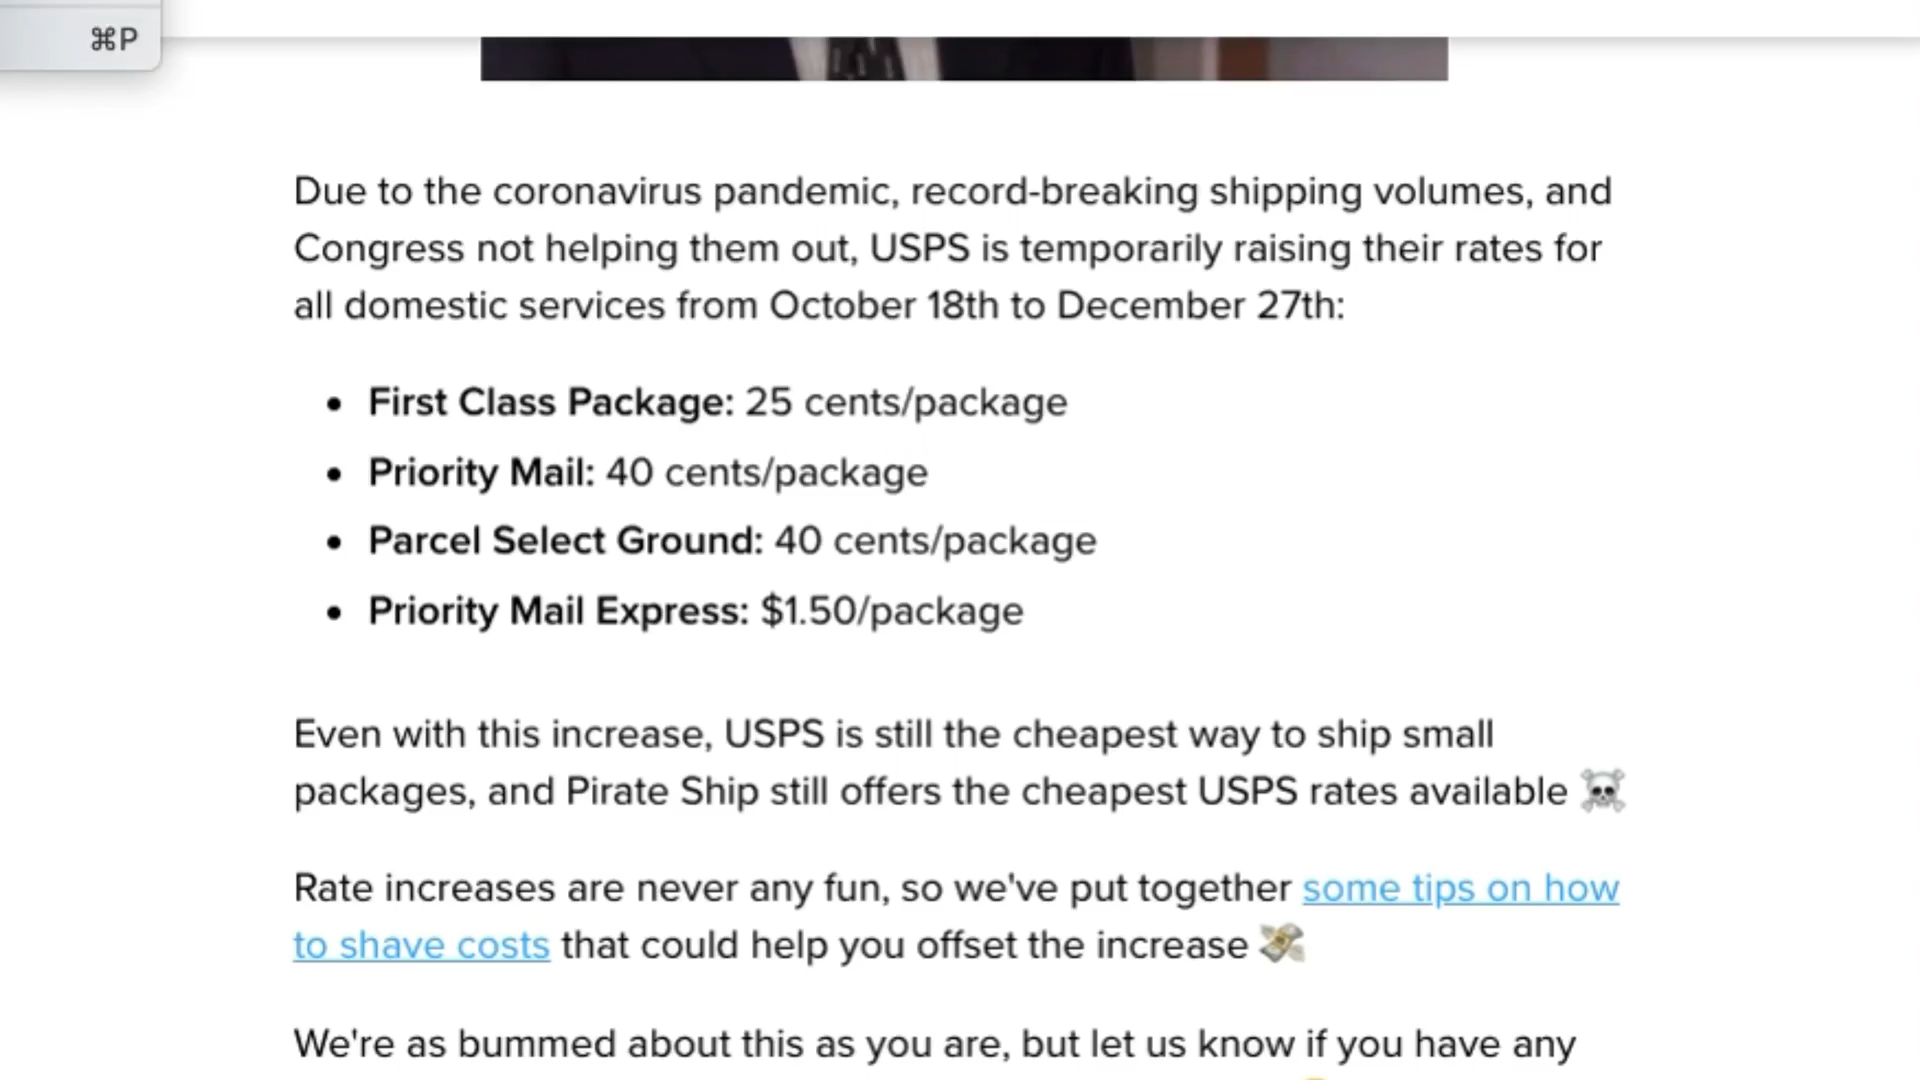 ⌘P
Due to the coronavirus pandemic, record-breaking shipping volumes, and
Congress not helping them out, USPS is temporarily raising their rates for
all domestic services from October 18th to December 27th:
• First Class Package: 25 cents/package
• Priority Mail: 40 cents/package
• Parcel Select Ground: 40 cents/package
• Priority Mail Express: $1.50/package
Even with this increase, USPS is still the cheapest way to ship small
packages, and Pirate Ship still offers the cheapest USPS rates available ☠️
Rate increases are never any fun, so we've put together some tips on how
to shave costs that could help you offset the increase 💸
We're as bummed about this as you are, but let us know if you have any